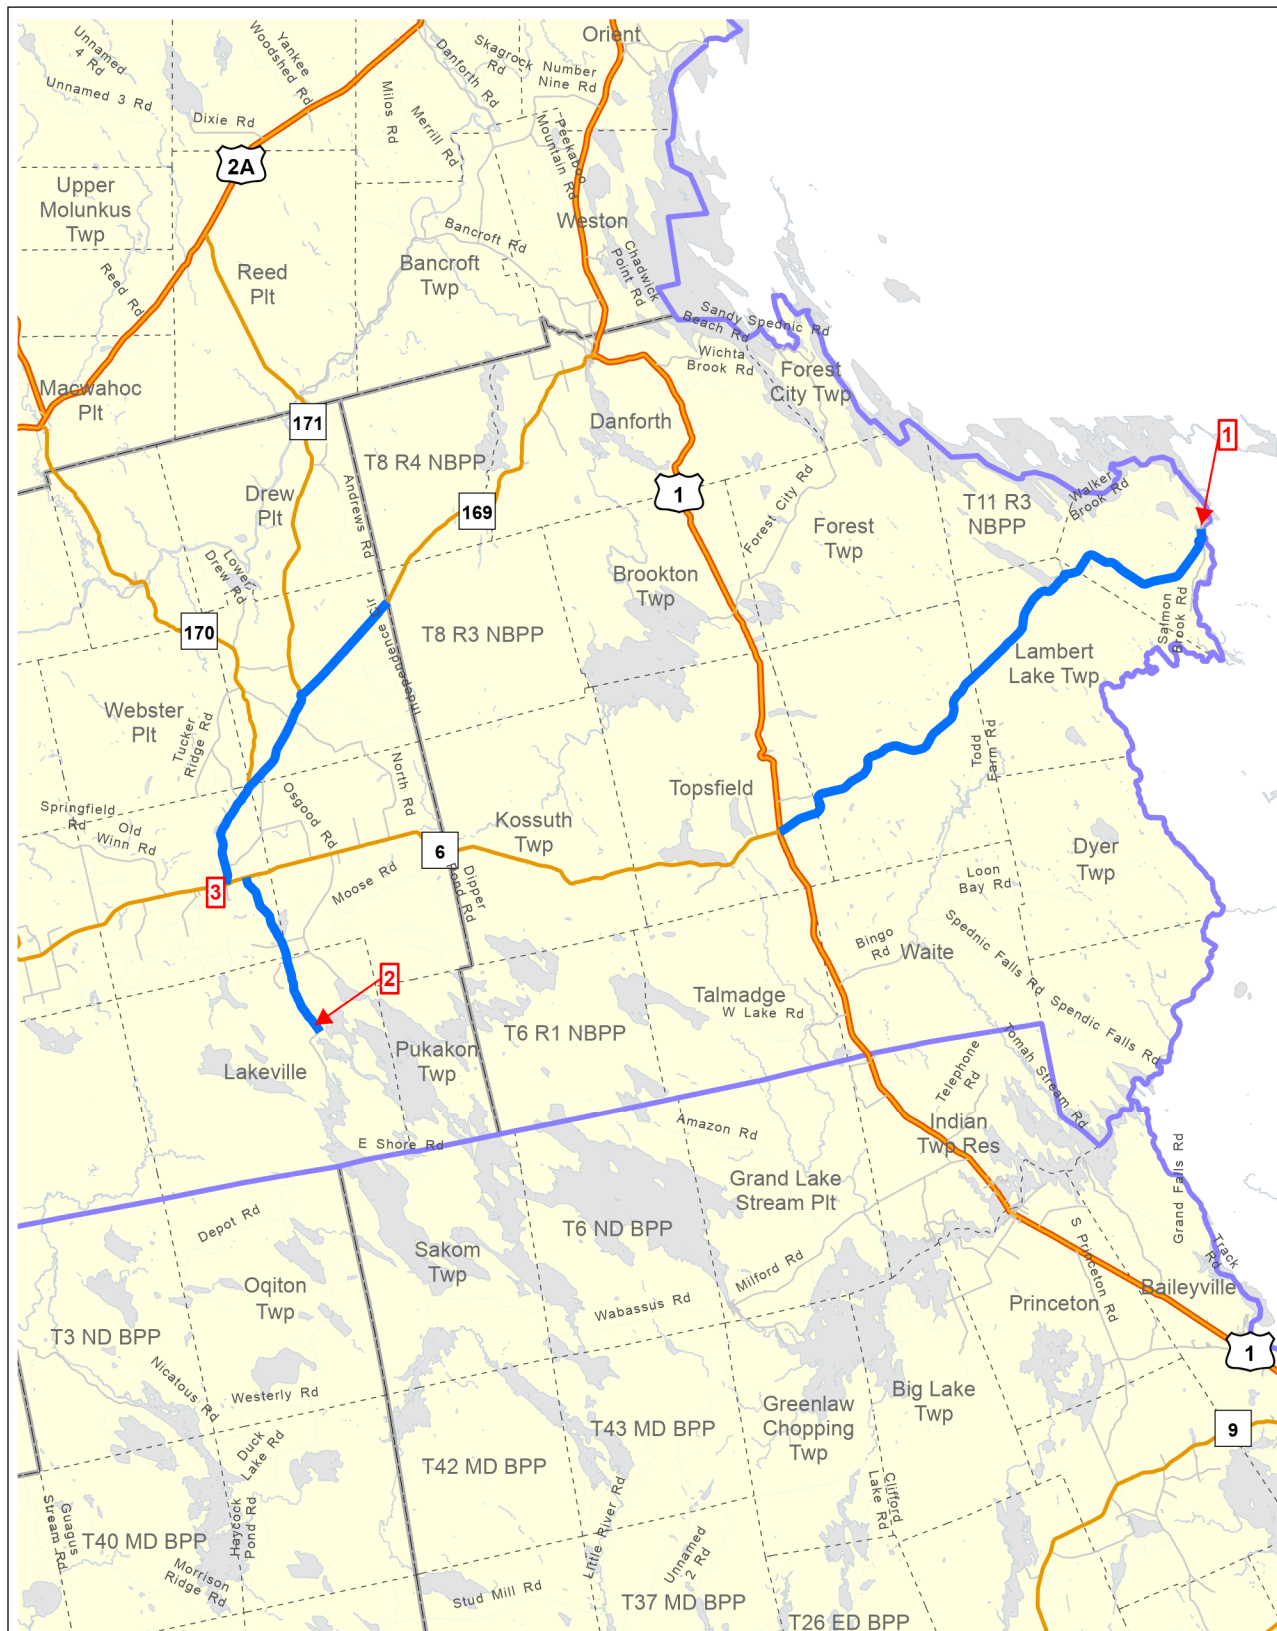 Orient
Unnamed
4 Rd
Yankee
Woodshed Rd
Danforth Rd
Skagrock
Rd
Number
Nine Rd
Unnamed 3 Rd
Dixie Rd
Milos Rd
Merrill Rd
Peekaboo
Mountain Rd
2A
Upper
Molunkus
Twp
Weston
Bancroft Rd
Chadwick
Point Rd
Reed Rd
Reed
Plt
Bancroft
Twp
Sandy Spednic Rd
Beach Rd
Wichta
Brook Rd
Forest
City Twp
Macwahoc
Plt
171
Danforth
1
T8 R4 NBPP
Andrews Rd
Drew
Plt
169
1
Forest City Rd
T11 R3
NBPP
Walker
Brook Rd
Forest
Twp
Lower
Drew Rd
Brookton
Twp
170
Independence Cir
T8 R3 NBPP
Salmon
Brook Rd
Lambert
Lake Twp
Webster
Plt
Tucker
Ridge Rd
North Rd
Todd
Farm Rd
Osgood Rd
Topsfield
Springfield
Rd
Old
Winn Rd
Kossuth
Twp
6
Dyer
Twp
3
Moose Rd
Dipper
Pond Rd
Loon
Bay Rd
Bingo
Rd
Waite
Spednic Falls Rd
Spendic Falls Rd
2
Talmadge
W Lake Rd
T6 R1 NBPP
Pukakon
Twp
Lakeville
Tomah Stream Rd
Telephone
Rd
Indian
Twp Res
Amazon Rd
E Shore Rd
Grand Falls Rd
Grand Lake
Stream Plt
Depot Rd
T6 ND BPP
Sakom
Twp
S Princeton Rd
Track
Rd
Oqiton
Twp
Milford Rd
Baileyville
Wabassus Rd
Princeton
T3 ND BPP
1
Nicatous Rd
Westerly Rd
Big Lake
Twp
Greenlaw
Chopping
Twp
T43 MD BPP
9
Duck
Lake Rd
T42 MD BPP
Clifford
Lake Rd
Guagus
Stream Rd
Haycock
Pond Rd
Little River Rd
T40 MD BPP
Unnamed
2 Rd
Morrison
Ridge Rd
Stud Mill Rd
T37 MD BPP
T26 ED BPP